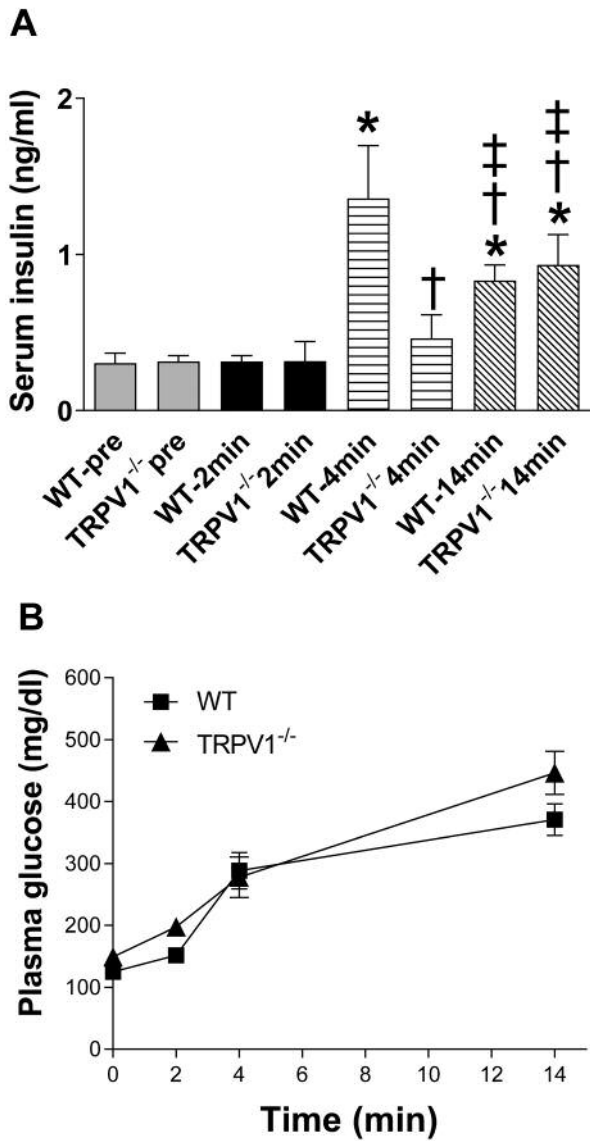 A
Serum insulin (ng/ml)
2
1
0
*
†
‡
†
*
‡
†
*
WT-pre
TRPV1-/- pre
WT-2min
TRPV1-/- 2min
WT-4min
TRPV1-/- 4min
WT-14min
TRPV1-/- 14min
B
Plasma glucose (mg/dl)
600
500
400
300
200
100
0
WT
TRPV1-/-
0 2 4 6 8 10 12 14
Time (min)